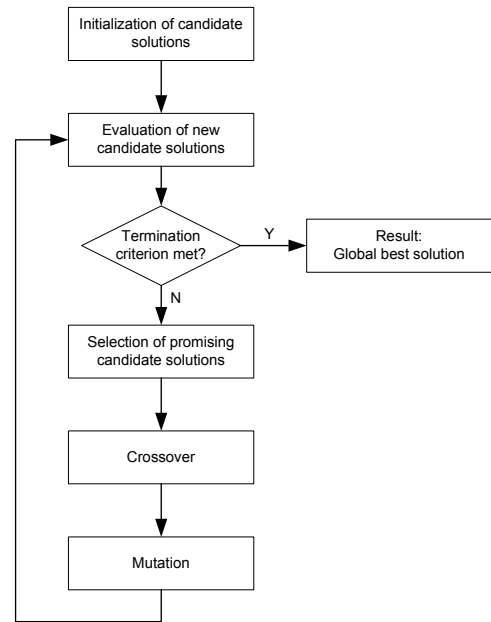 Initialization of candidate
solutions
Evaluation of new
candidate solutions
Termination
criterion met?
Y
Result:
Global best solution
N
Selection of promising
candidate solutions
Crossover
Mutation